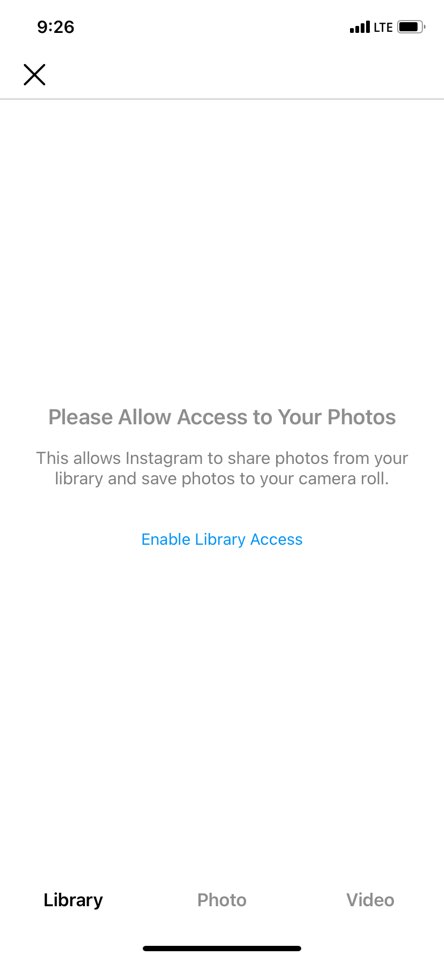 9:26 LTE
Please Allow Access to Your Photos
This allows Instagram to share photos from your
library and save photos to your camera roll.
Enable Library Access
Library Photo Video